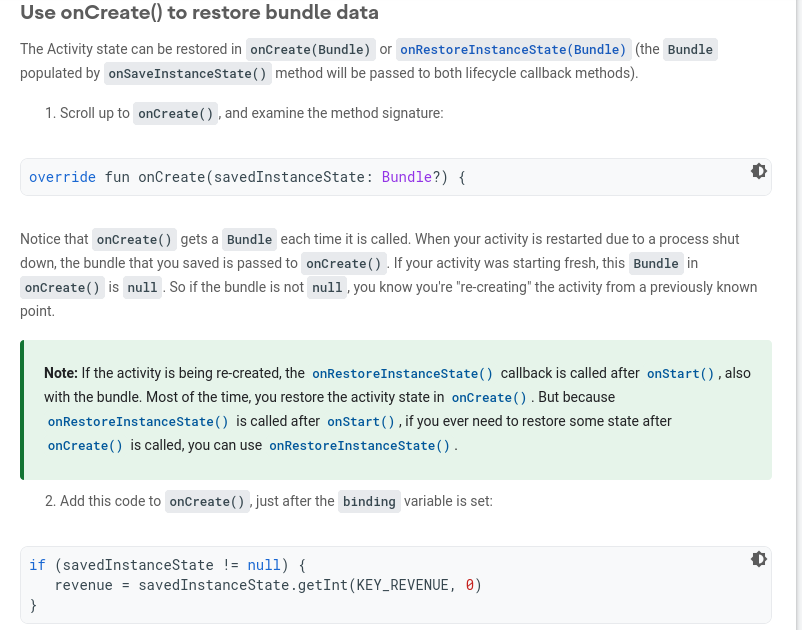 Use onCreate() to restore bundle data
The Activity state can be restored in onCreate(Bundle) or onRestoreInstanceState(Bundle) (the Bundle
populated by onSaveInstanceState() method will be passed to both lifecycle callback methods).
1. Scroll up to onCreate(), and examine the method signature:
override fun onCreate(savedInstanceState: Bundle?) {
Notice that onCreate() gets a Bundle each time it is called. When your activity is restarted due to a process shut
down, the bundle that you saved is passed to onCreate(). If your activity was starting fresh, this Bundle in
onCreate() is null. So if the bundle is not null, you know you're "re-creating" the activity from a previously known
point.
Note: If the activity is being re-created, the onRestoreInstanceState() callback is called after onStart(), also
with the bundle. Most of the time, you restore the activity state in onCreate(). But because
onRestoreInstanceState() is called after onStart(), if you ever need to restore some state after
onCreate() is called, you can use onRestoreInstanceState().
2. Add this code to onCreate(), just after the binding variable is set:
if (savedInstanceState != null) {
   revenue = savedInstanceState.getInt(KEY_REVENUE, 0)
}